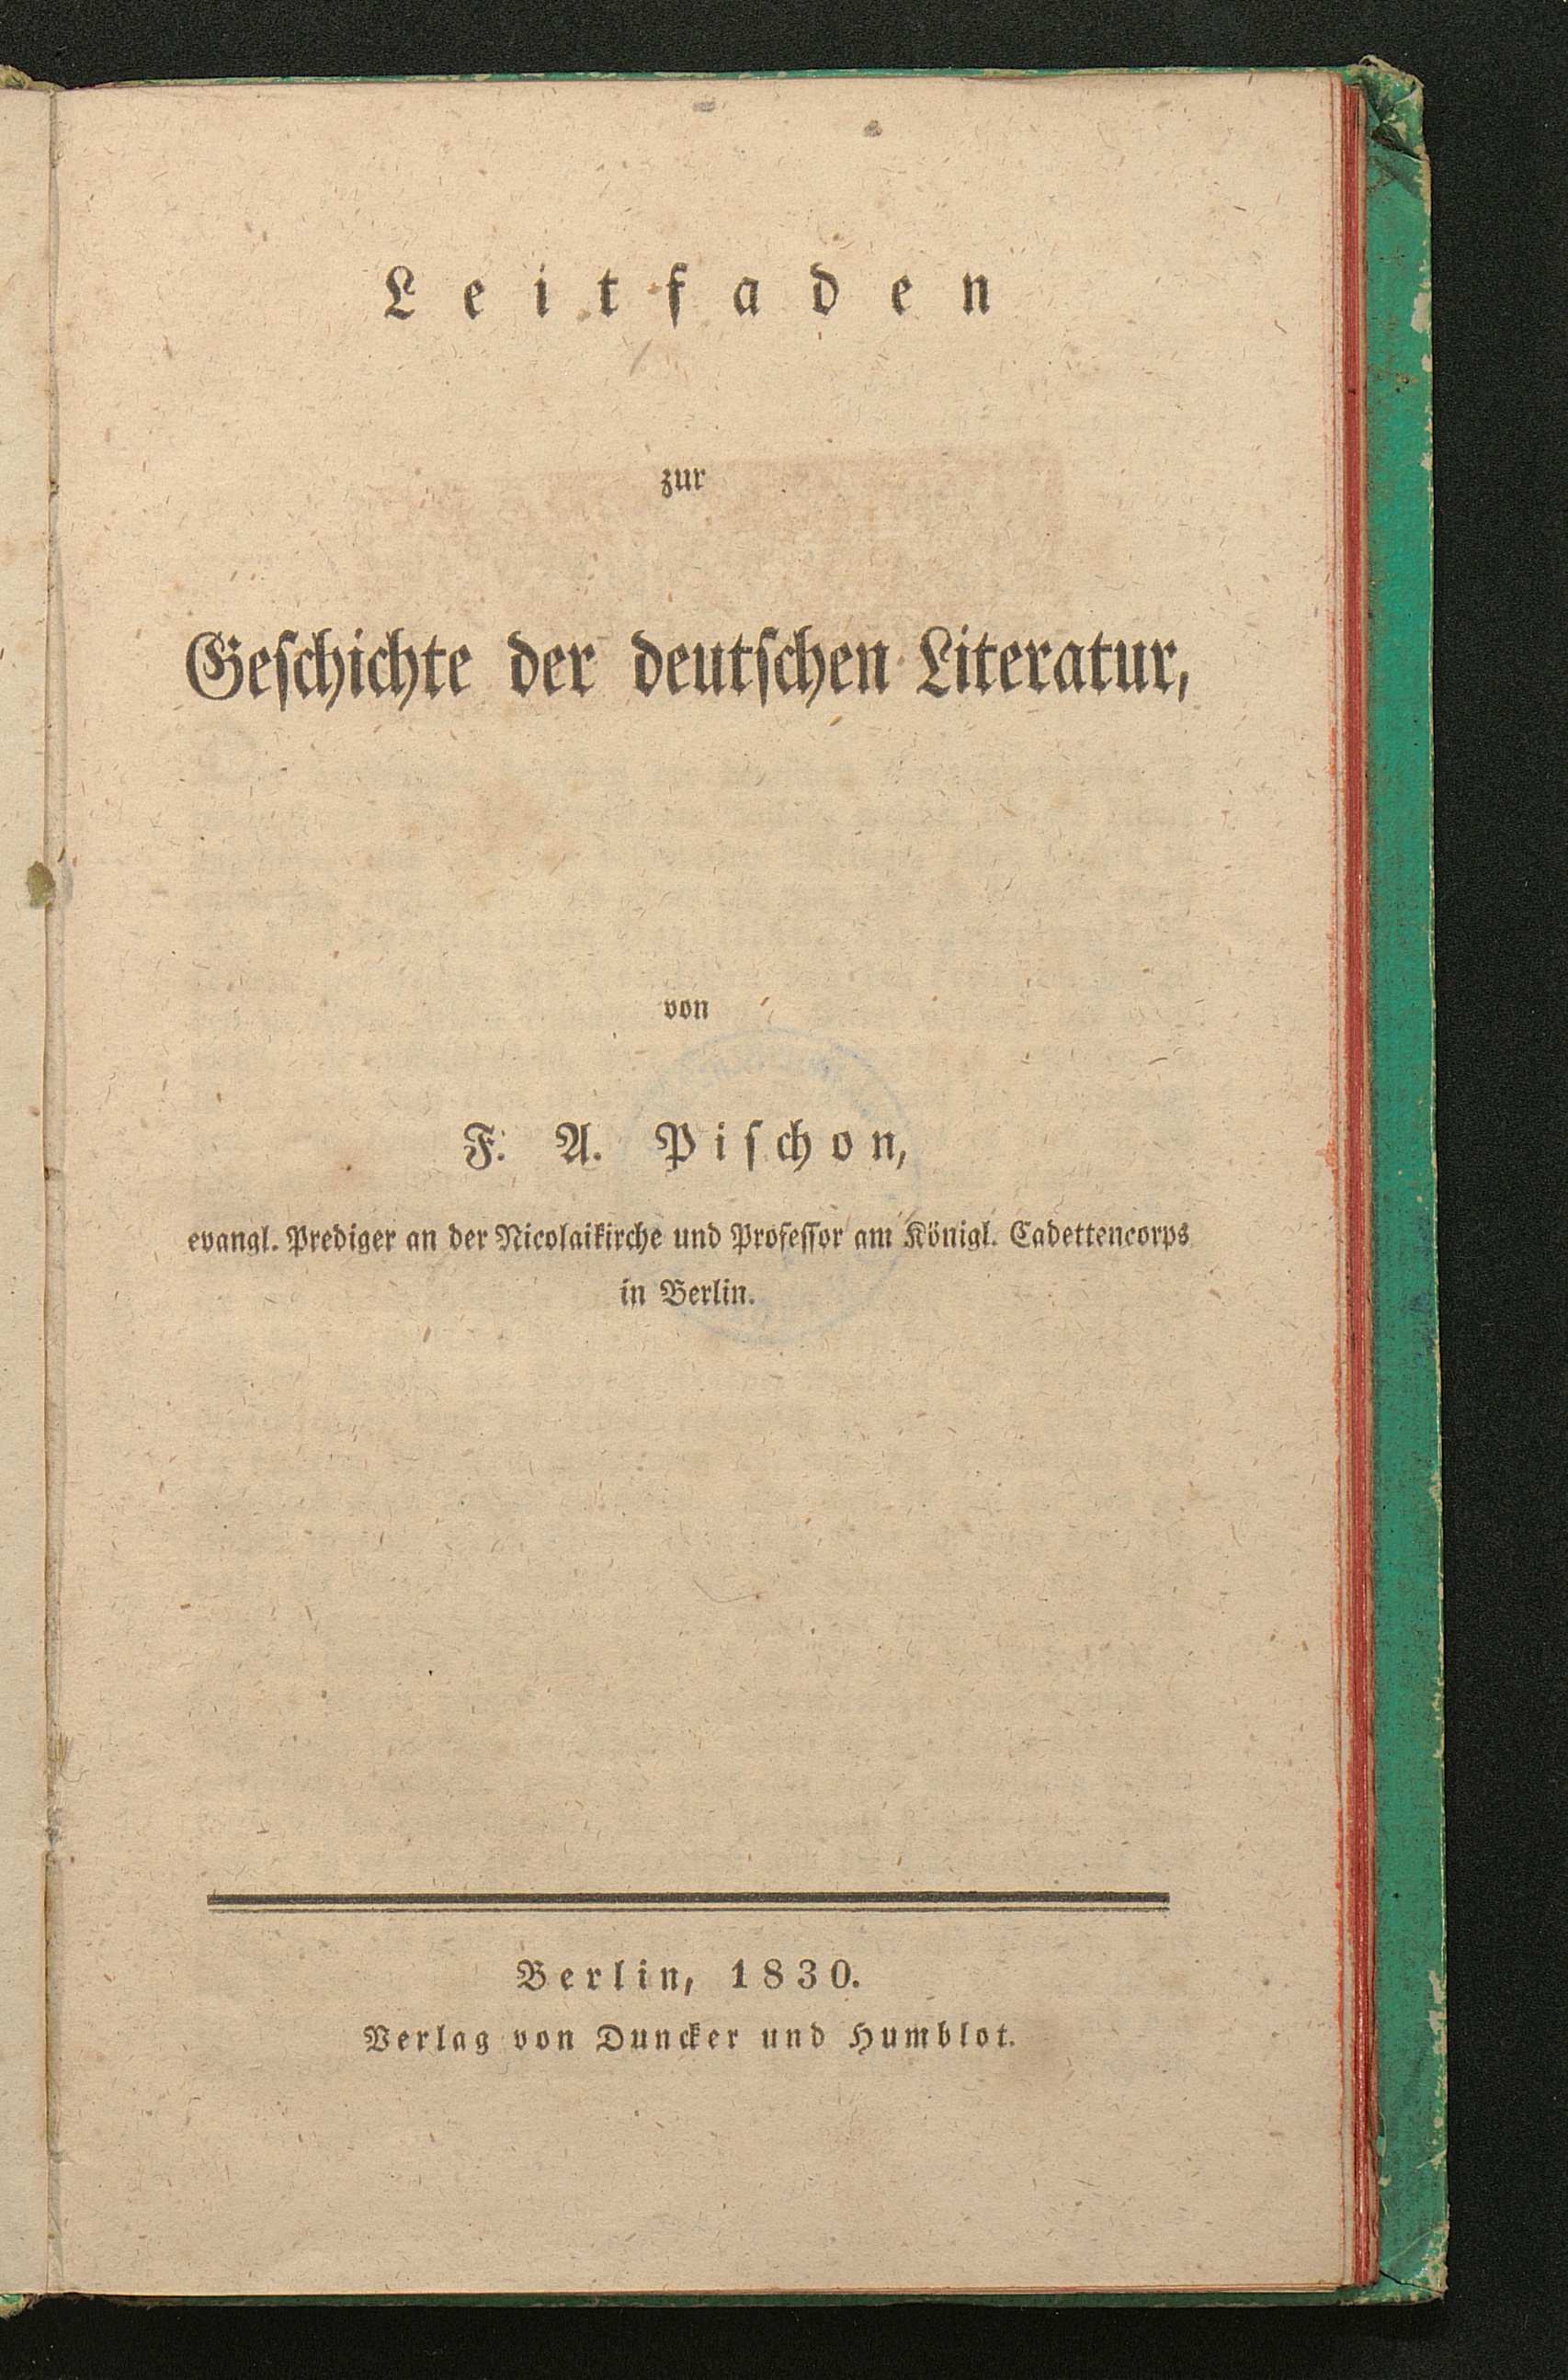 Leitfaden
zur
Geſchichte der deutſchen Literatur,
von
F. A. Piſchon,
evangl. Prediger an der Nicolaikirche und Profeſſor am Königl. Cadettencorps
in Berlin.
Berlin, 1830.
Verlag von Duncker und Humblot.